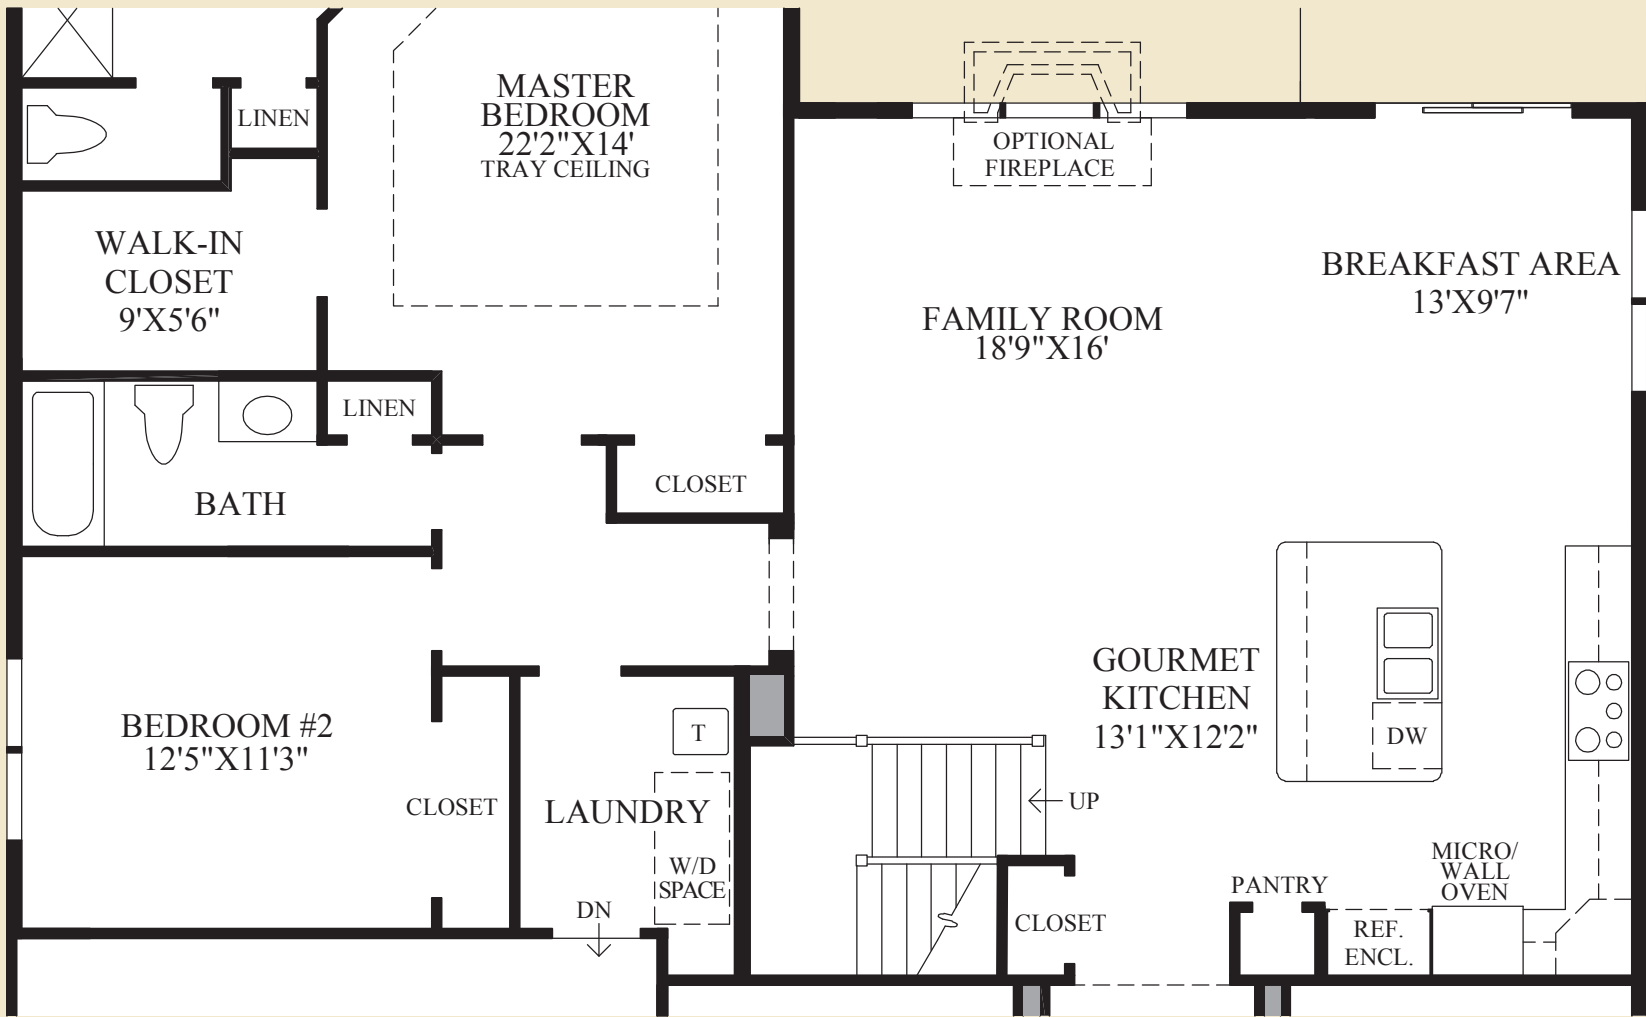 MASTER
BEDROOM
22'2"X14'
TRAY CEILING
LINEN
OPTIONAL
FIREPLACE
WALK-IN
CLOSET
9'X5'6"
BREAKFAST AREA
13'X9'7"
FAMILY ROOM
18'9"X16'
LINEN
BATH
CLOSET
GOURMET
KITCHEN
13'1"X12'2"
BEDROOM #2
12'5"X11'3"
T
DW
CLOSET
LAUNDRY
UP
W/D
SPACE
MICRO/
WALL
OVEN
PANTRY
DN
CLOSET
REF.
ENCL.